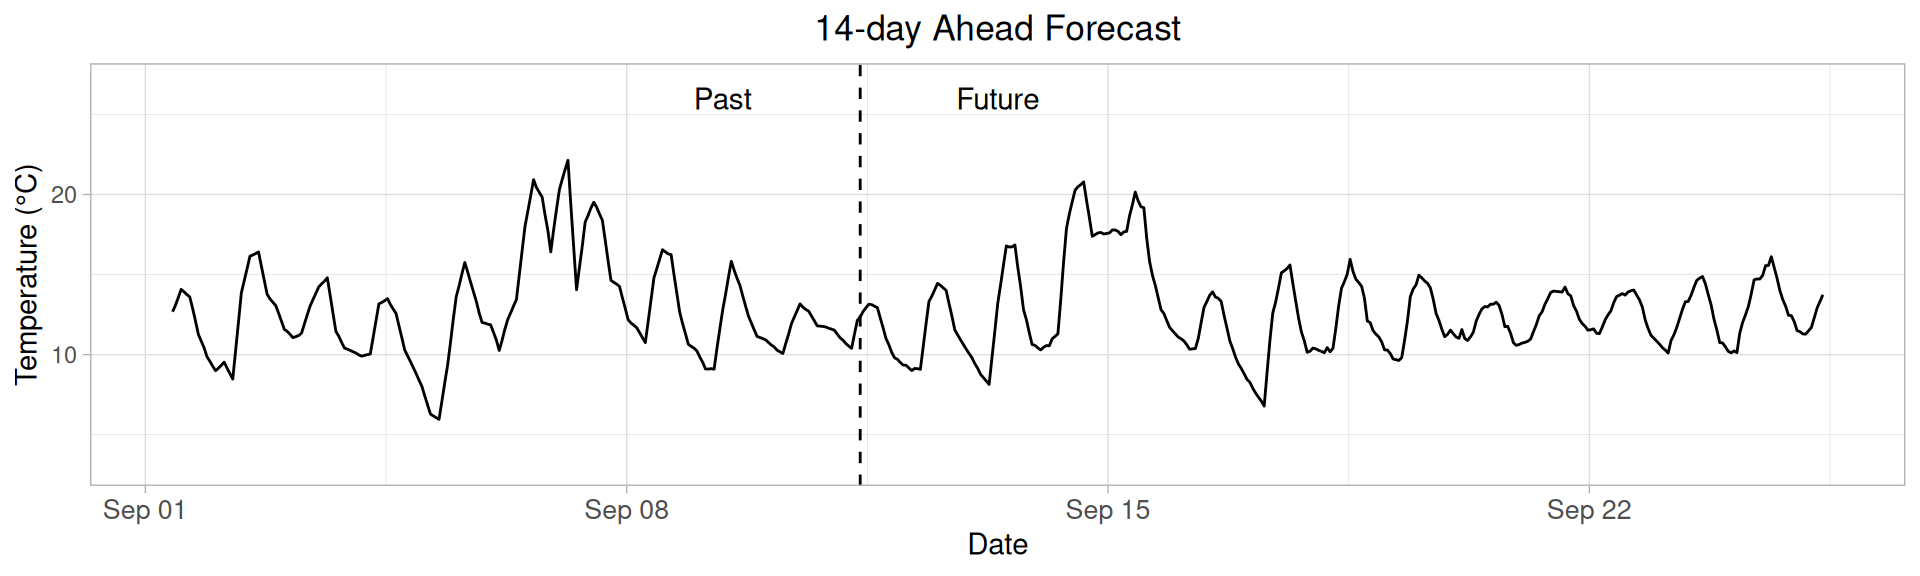 14-day Ahead Forecast
Past
Future
Temperature (°C)
20
10
Sep 01
Sep 08
Sep 15
Sep 22
Date